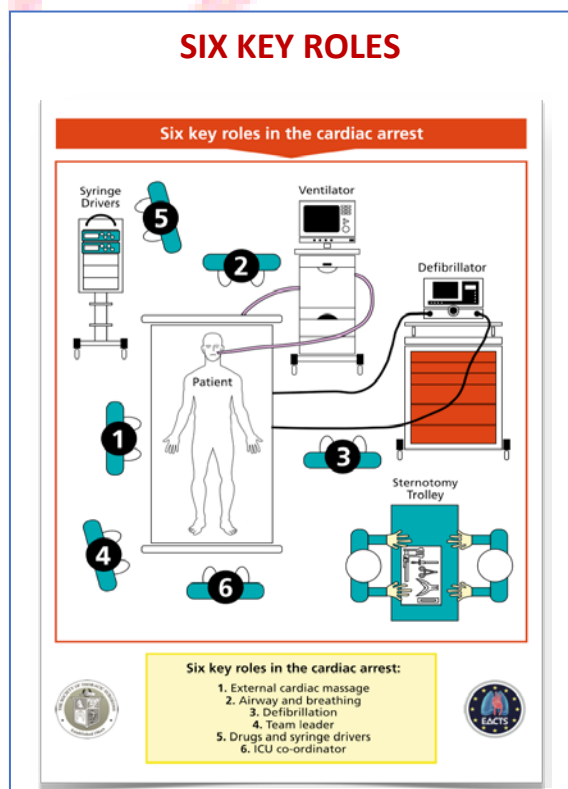 SIX KEY ROLES
Six key roles in the cardiac arrest
Syringe
Drivers
5
Ventilator
2
Defibrillator
Patient
1
3
Sternotomy
Trolley
4
6
Six key roles in the cardiac arrest:
1. External cardiac massage
2. Airway and breathing
3. Defibrillation
4. Team leader
5. Drugs and syringe drivers
6. ICU co-ordinator
EACTS